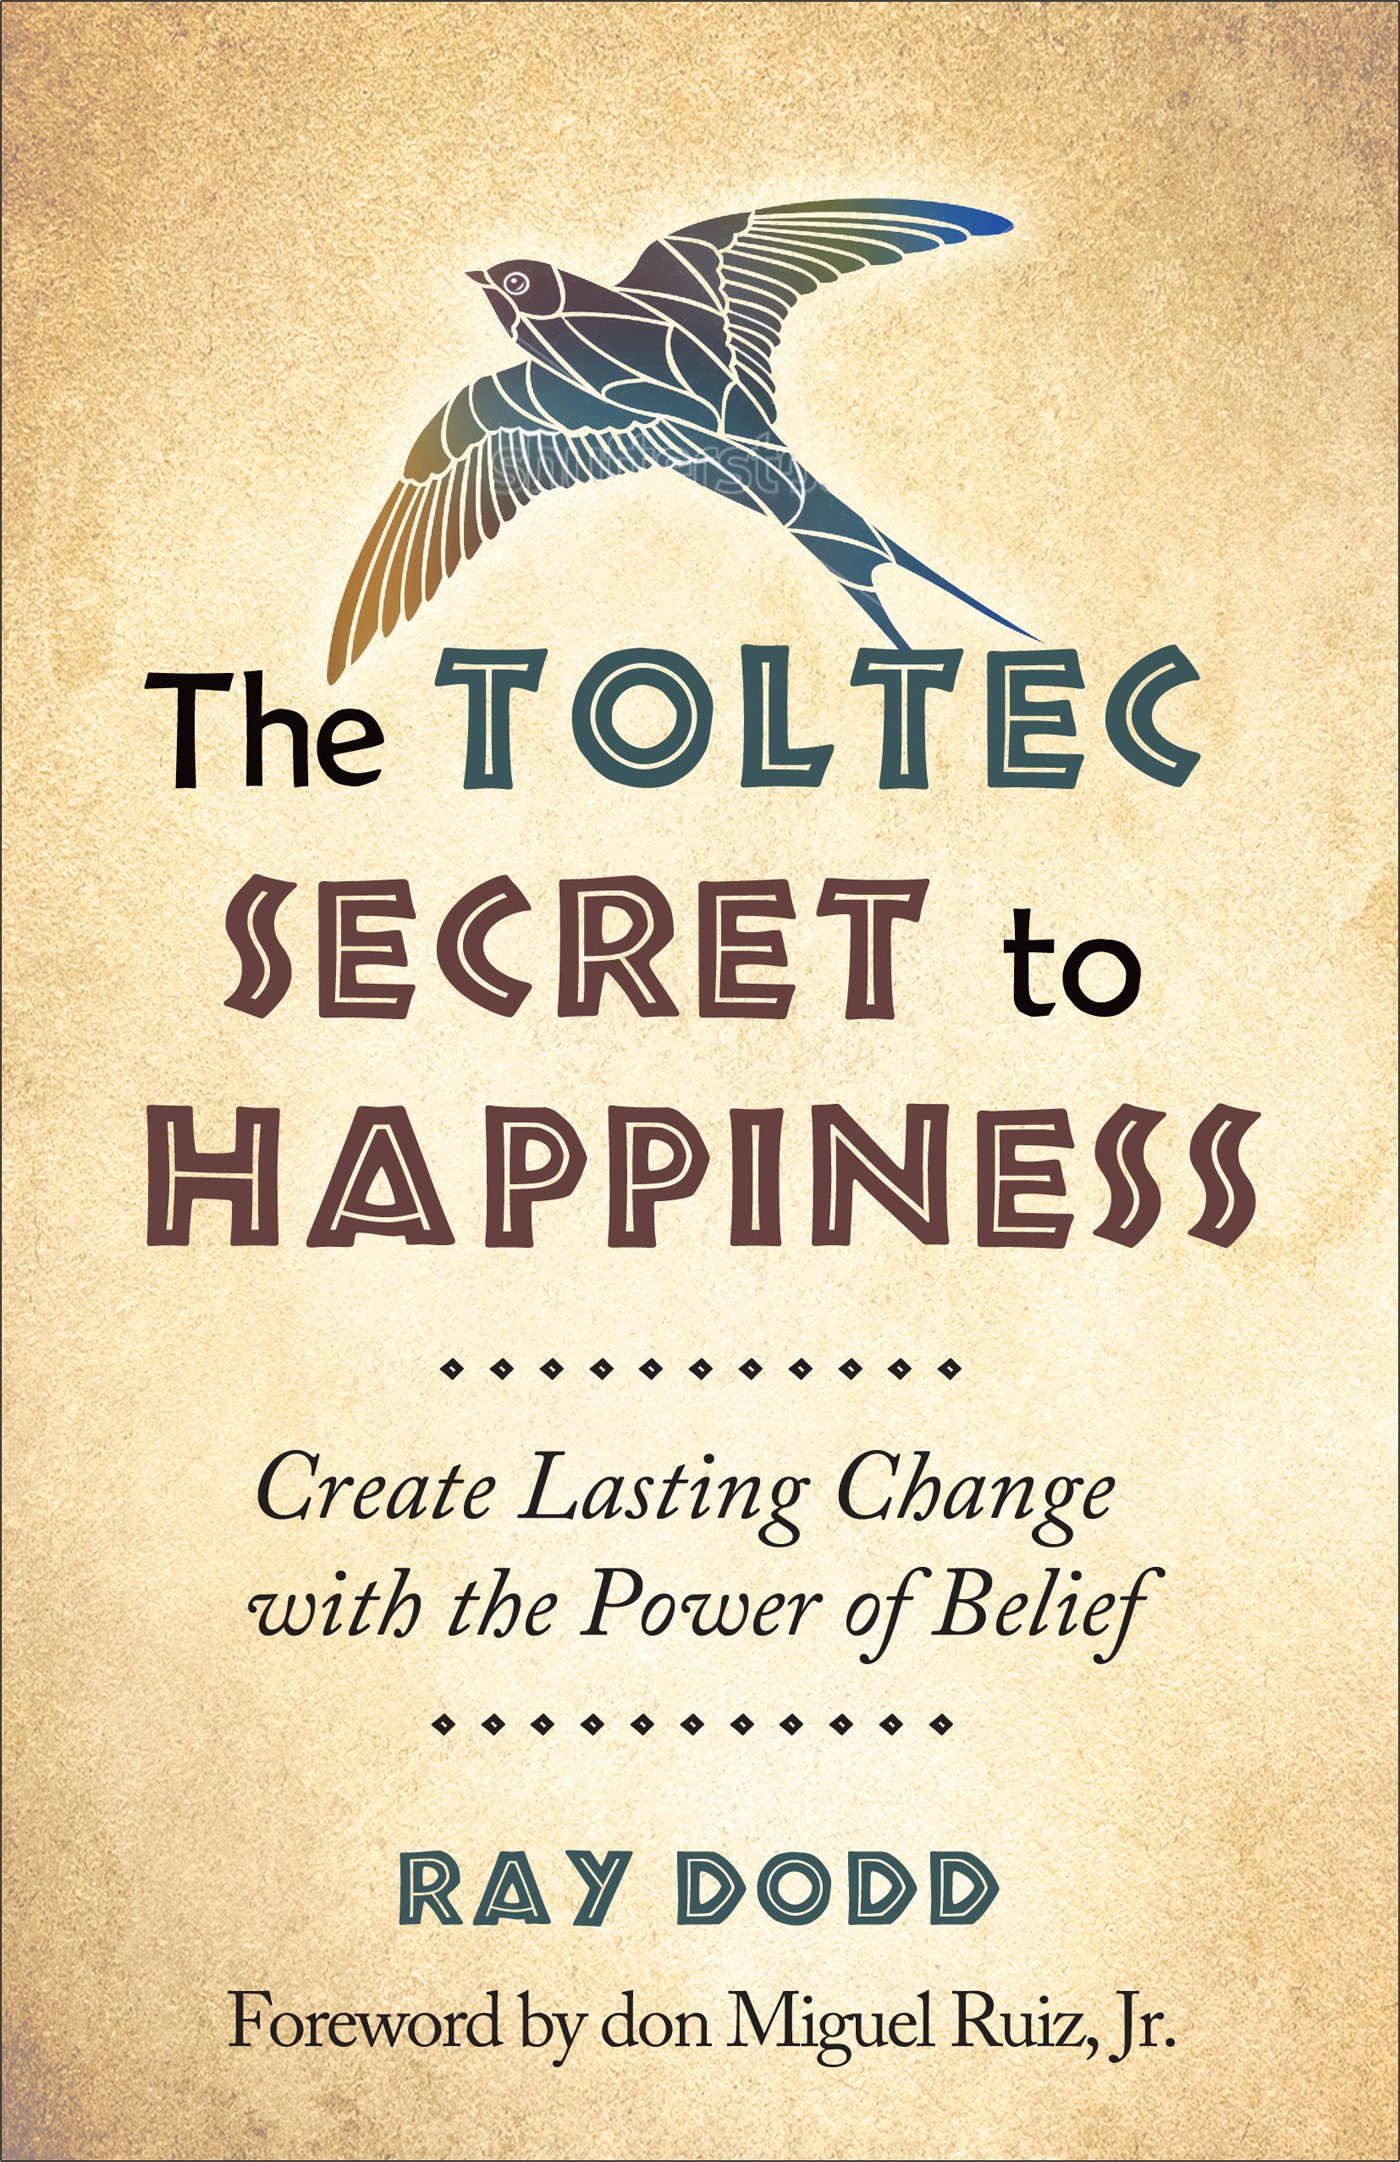 The TOLTEC
SECRET to
HAPPINESS
Create Lasting Change
with the Power of Belief
RAY DODD
Foreword by don Miguel Ruiz, Jr.